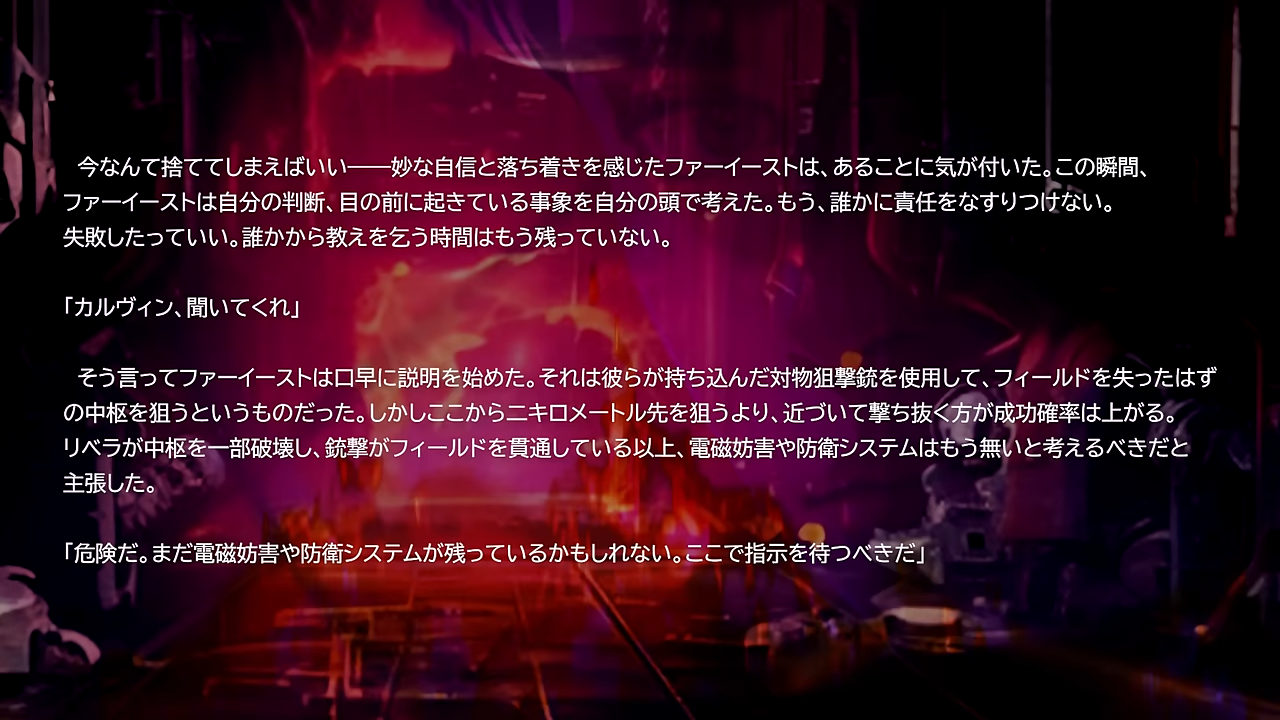 今なんて捨ててしまえばいい――妙な自信と落ち着きを感じたファーイーストは、あることに気が付いた。この瞬間、
ファーイーストは自分の判断、目の前に起きている事象を自分の頭で考えた。もう、誰かに責任をなすりつけない。
失敗したっていい。誰かから教えを乞う時間はもう残っていない。
「カルヴィン、聞いてくれ」
そう言ってファーイーストは口早に説明を始めた。それは彼らが持ち込んだ対物狙撃銃を使用して、フィールドを失ったはず
の中枢を狙うというものだった。しかしここから二キロメートル先を狙うより、近づいて撃ち抜く方が成功確率は上がる。
リベラが中枢を一部破壊し、銃撃がフィールドを貫通している以上、電磁妨害や防衛システムはもう無いと考えるべきだと
主張した。
「危険だ。まだ電磁妨害や防衛システムが残っているかもしれない。ここで指示を待つべきだ」